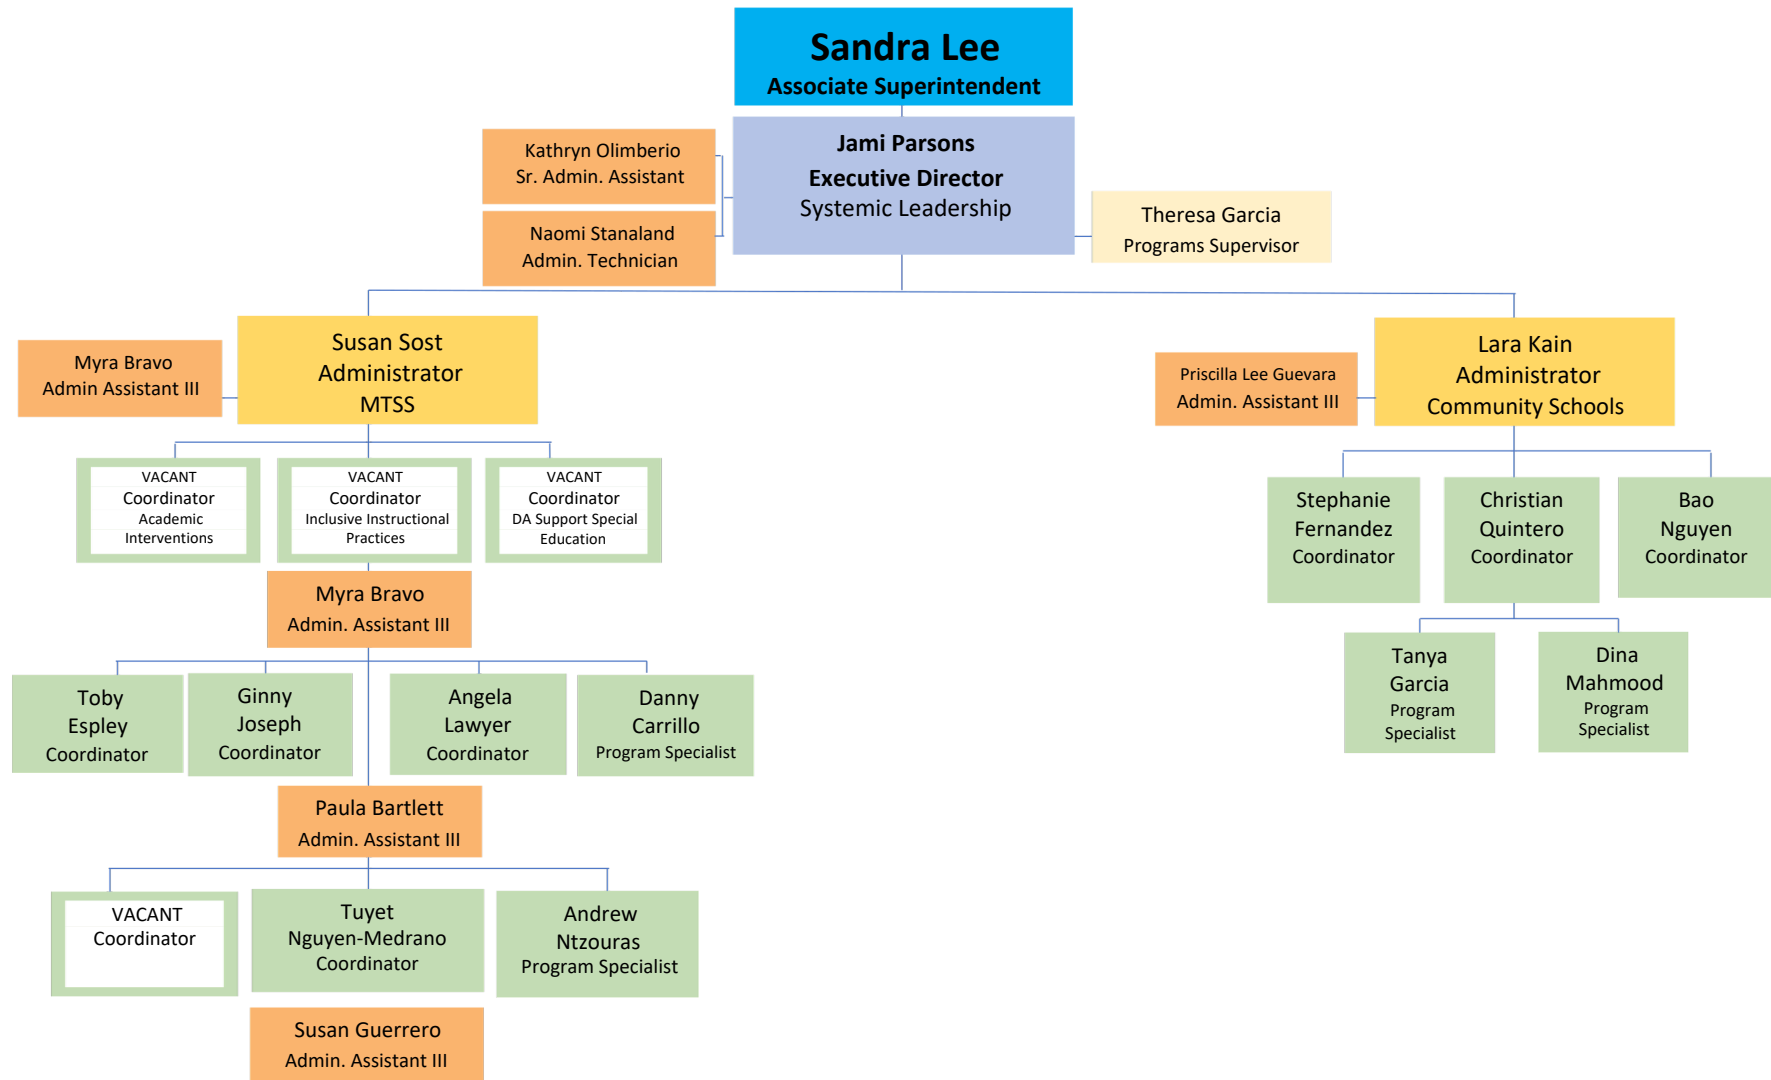 Sandra Lee
Associate Superintendent
Jami Parsons
Executive Director
Systemic Leadership
Kathryn Olimberio
Sr. Admin. Assistant
Naomi Stanaland
Admin. Technician
Theresa Garcia
Programs Supervisor
Myra Bravo
Admin Assistant III
Susan Sost
Administrator
MTSS
Priscilla Lee Guevara
Admin. Assistant III
Lara Kain
Administrator
Community Schools
VACANT
Coordinator
Academic
Interventions
VACANT
Coordinator
Inclusive Instructional
Practices
VACANT
Coordinator
DA Support Special
Education
Stephanie
Fernandez
Coordinator
Christian
Quintero
Coordinator
Bao
Nguyen
Coordinator
Myra Bravo
Admin. Assistant III
Tanya
Garcia
Program
Specialist
Dina
Mahmood
Program
Specialist
Toby
Espley
Coordinator
Ginny
Joseph
Coordinator
Angela
Lawyer
Coordinator
Danny
Carrillo
Program Specialist
Paula Bartlett
Admin. Assistant III
VACANT
Coordinator
Tuyet
Nguyen-Medrano
Coordinator
Andrew
Ntzouras
Program Specialist
Susan Guerrero
Admin. Assistant III